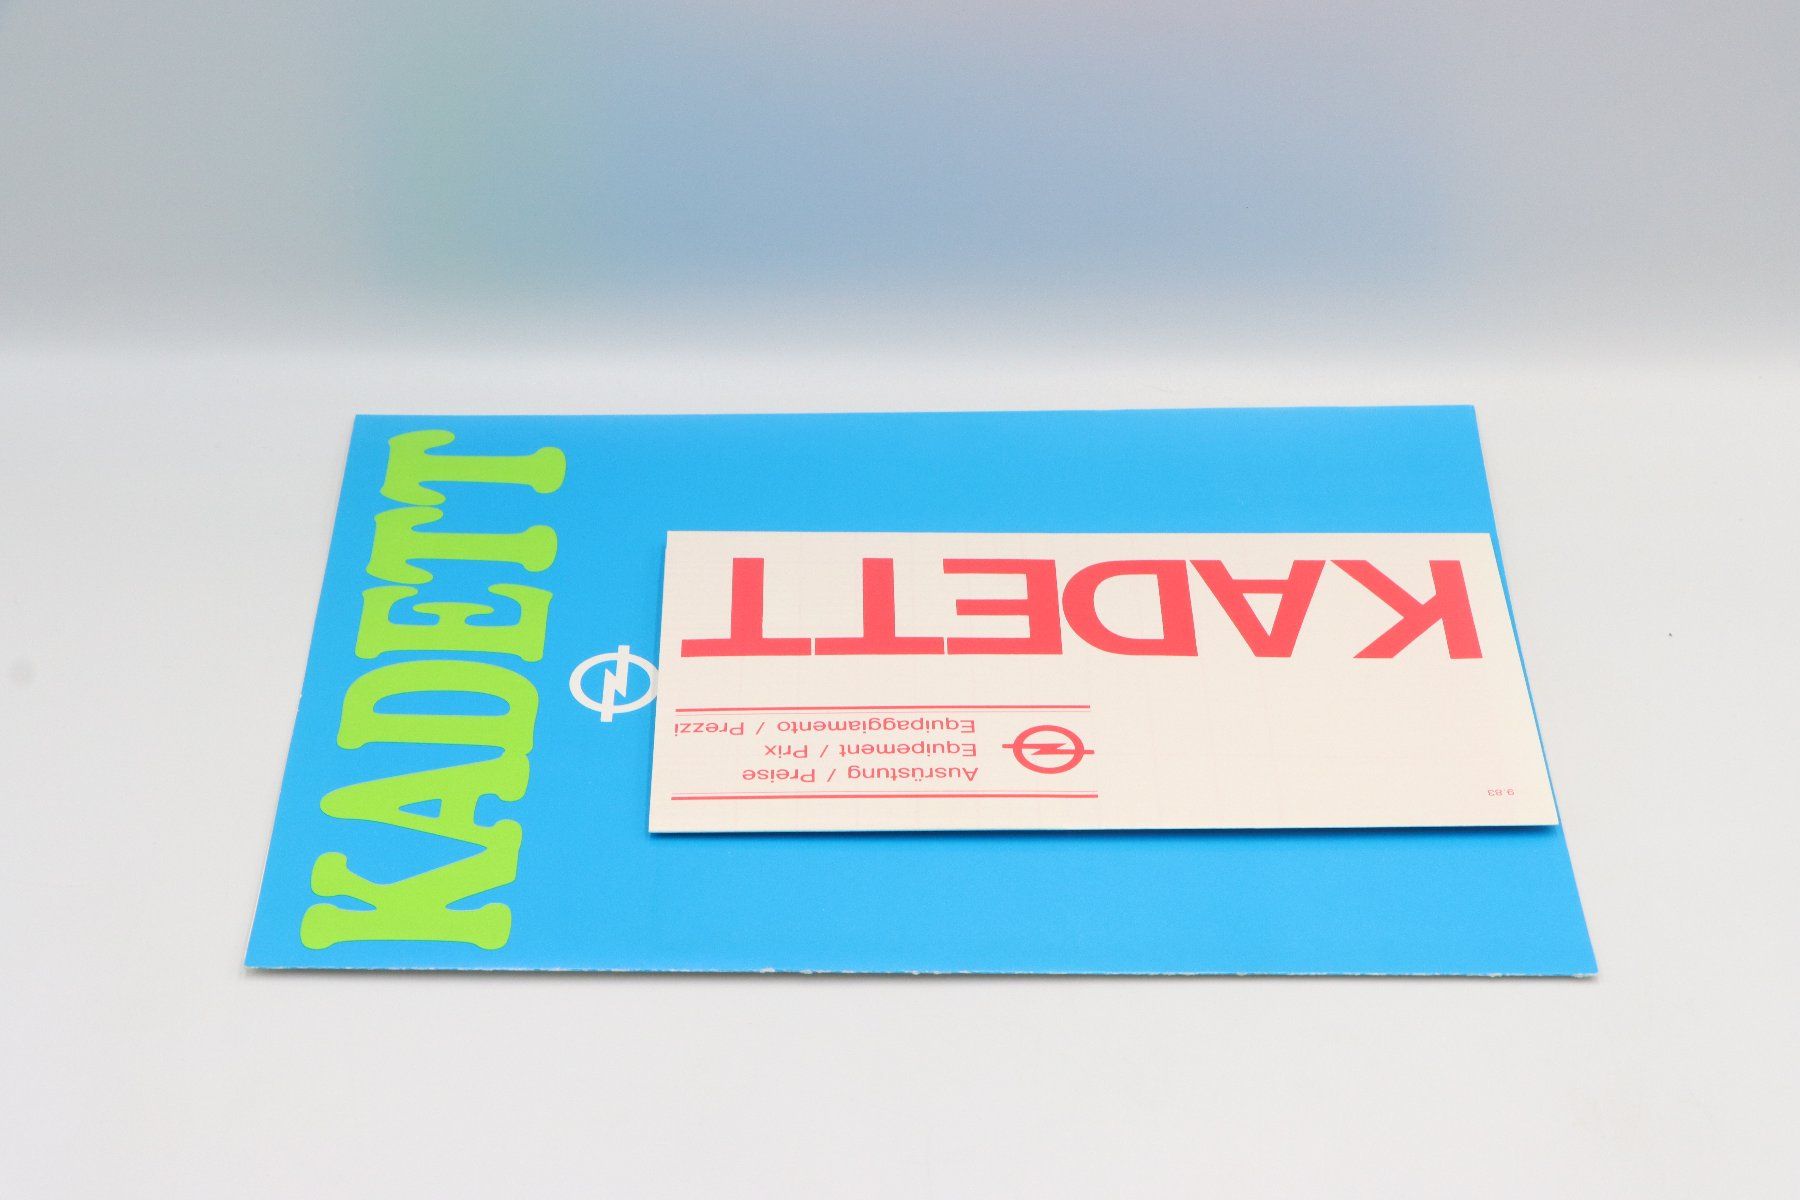 KADETT
KADETT
Ausrüstung / Preise
Equipement / Prix
Equipaggiamento / Prezzi
9.83